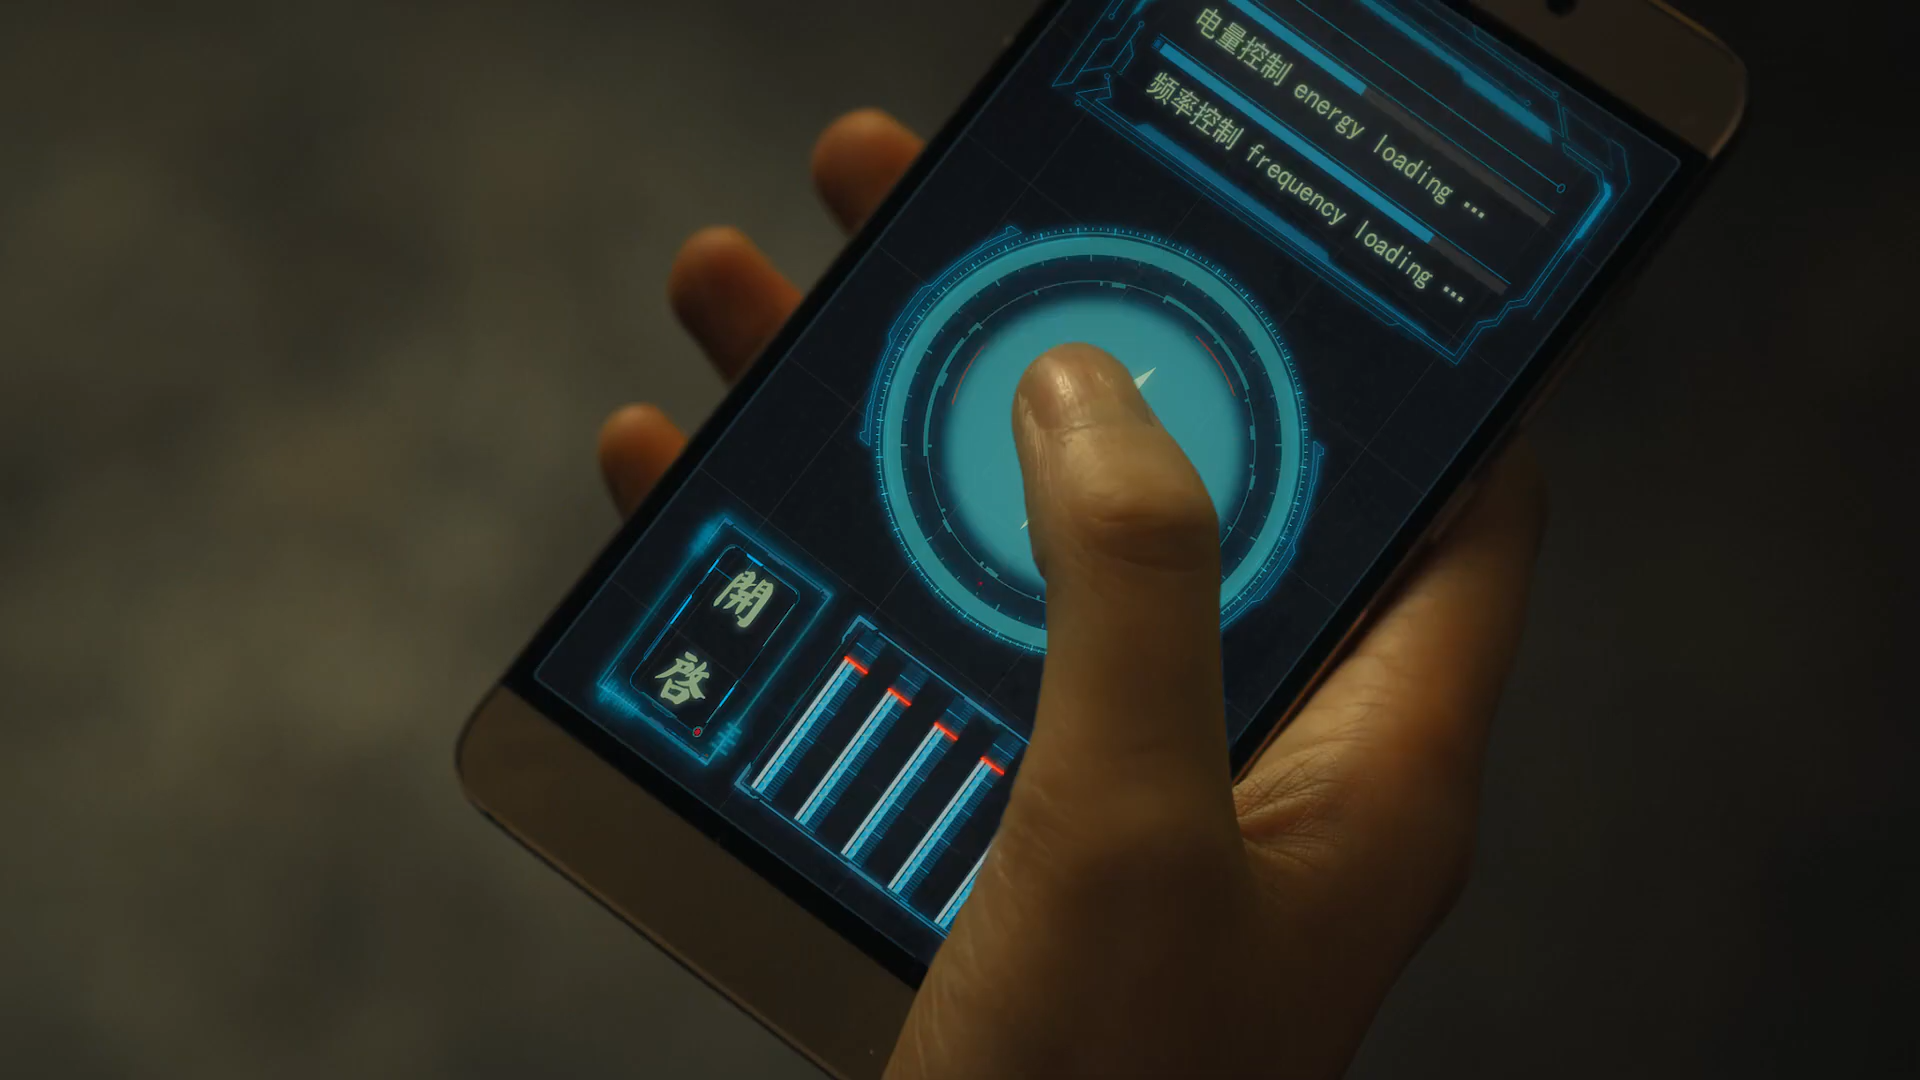 电量控制 energy loading …
频率控制 frequency loading …
開
啓